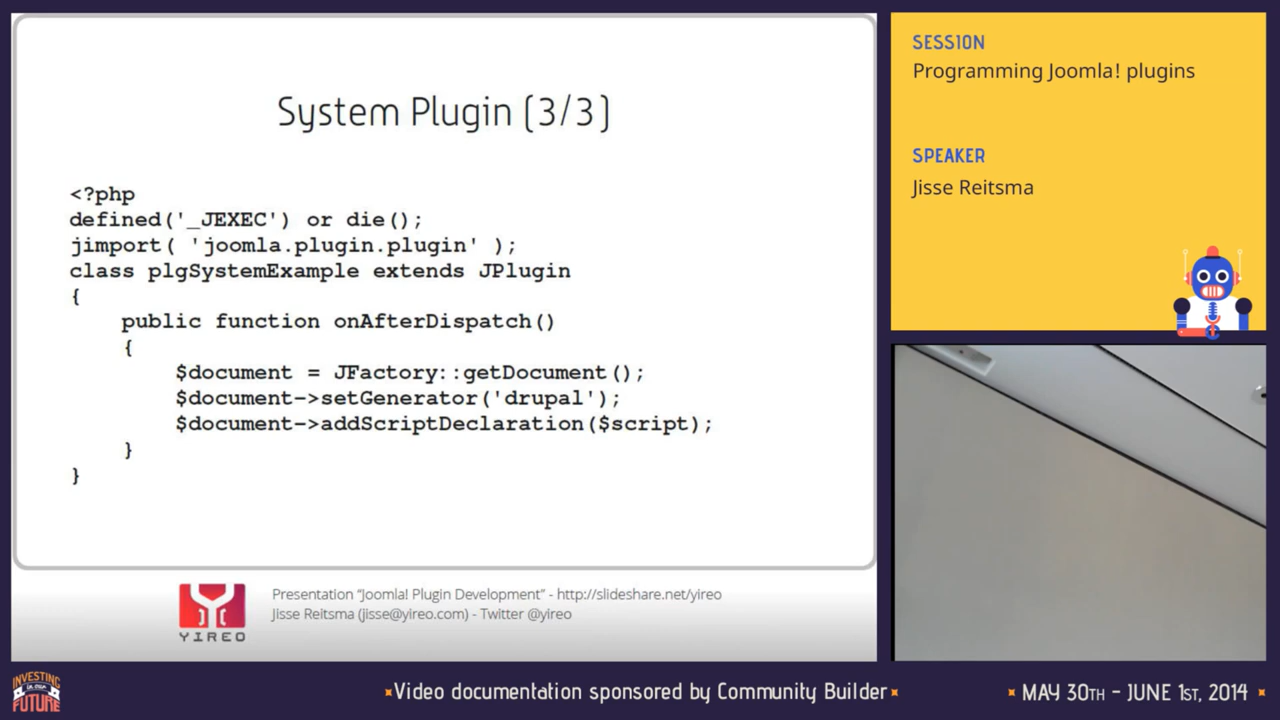 System Plugin (3/3)
<?php
defined('_JEXEC') or die();
jimport( 'joomla.plugin.plugin' );
class plgSystemExample extends JPlugin
{
public function onAfterDispatch()
{
$document = JFactory::getDocument();
$document->setGenerator('drupal');
$document->addScriptDeclaration($script);
}
}
YIREO
Presentation “Joomla! Plugin Development” - http://slideshare.net/yireo
Jisse Reitsma (jisse@yireo.com) - Twitter @yireo
SESSION
Programming Joomla! plugins
SPEAKER
Jisse Reitsma
INVESTING
IN OUR
FUTURE
Video documentation sponsored by Community Builder
MAY 30TH - JUNE 1ST, 2014